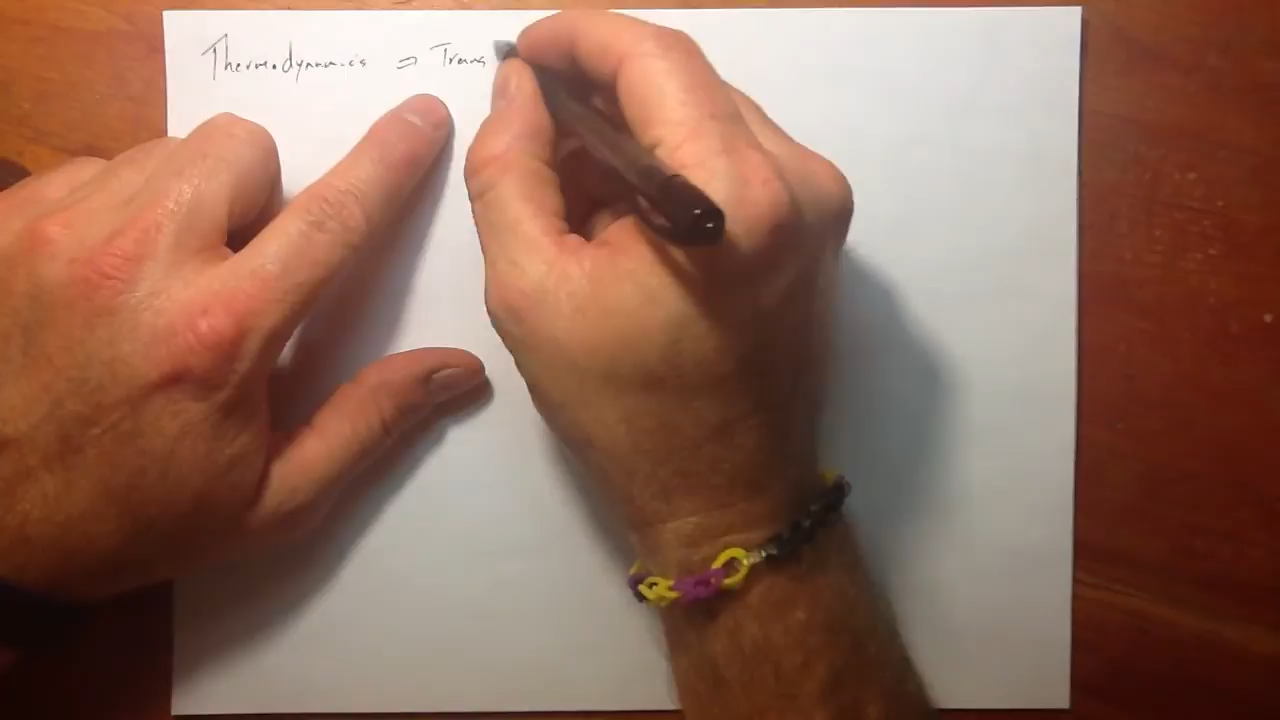 Thermodynamics = Trans